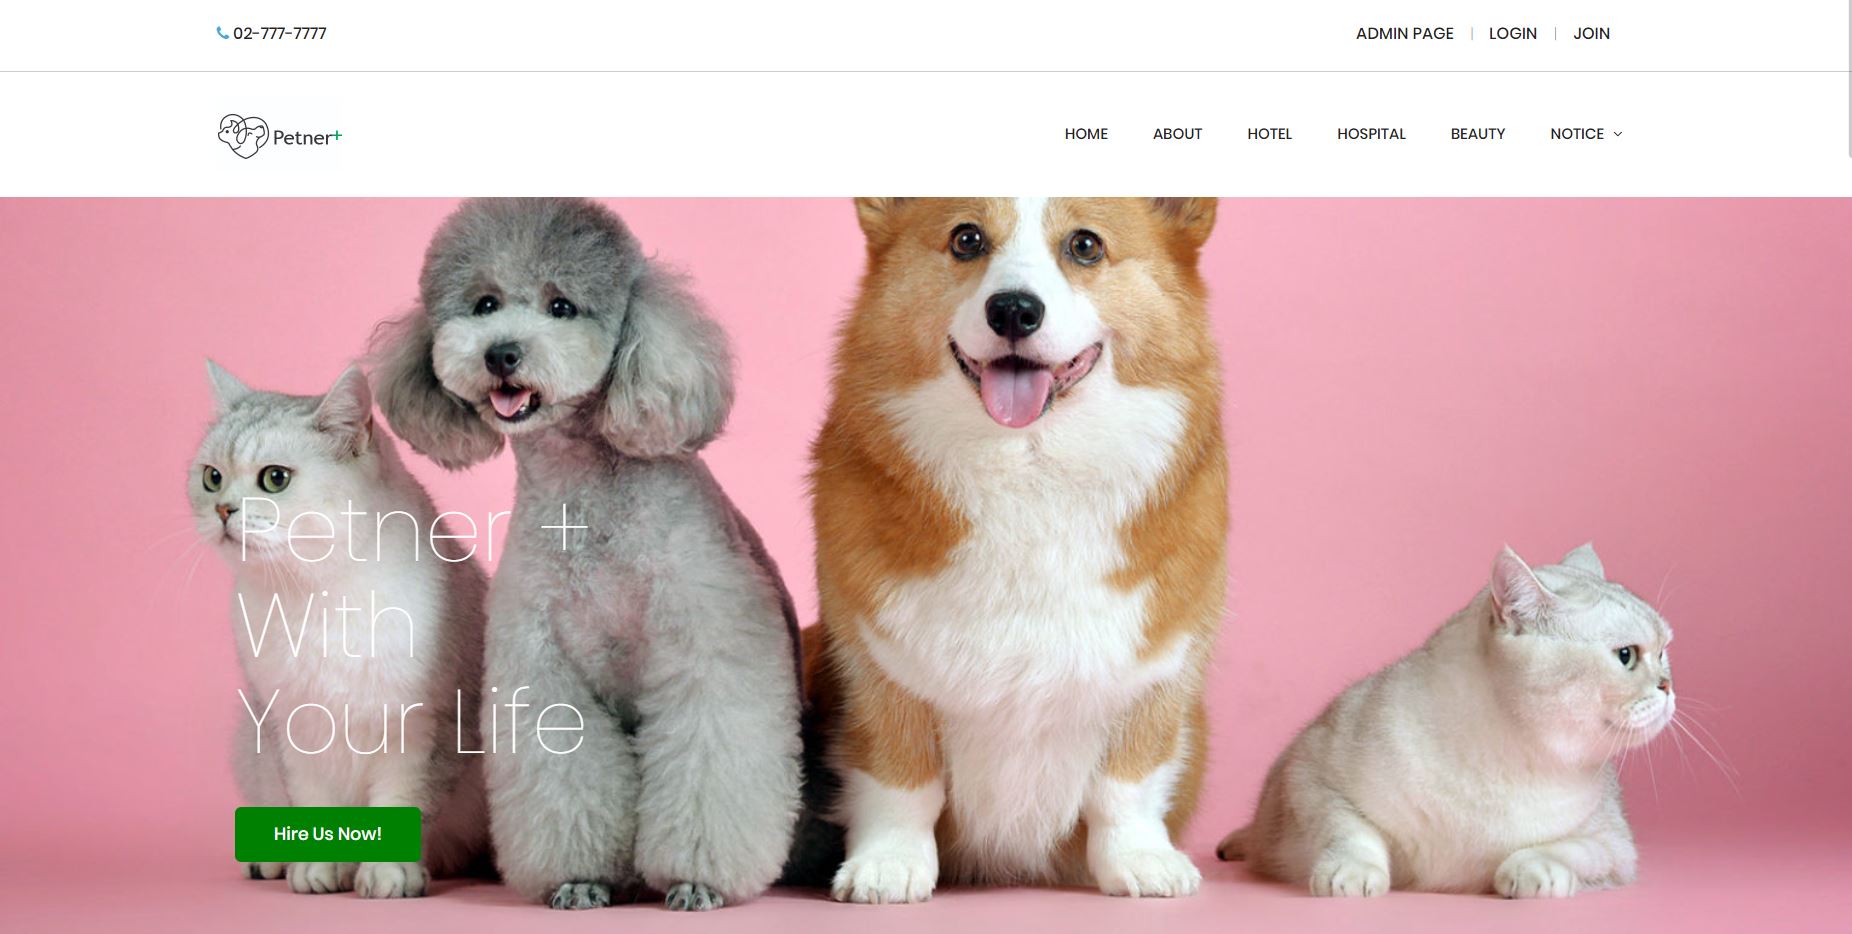 02-777-7777
ADMIN PAGE | LOGIN | JOIN
Petner+
HOME ABOUT HOTEL HOSPITAL BEAUTY NOTICE
Petner +
With
Your Life
Hire Us Now!